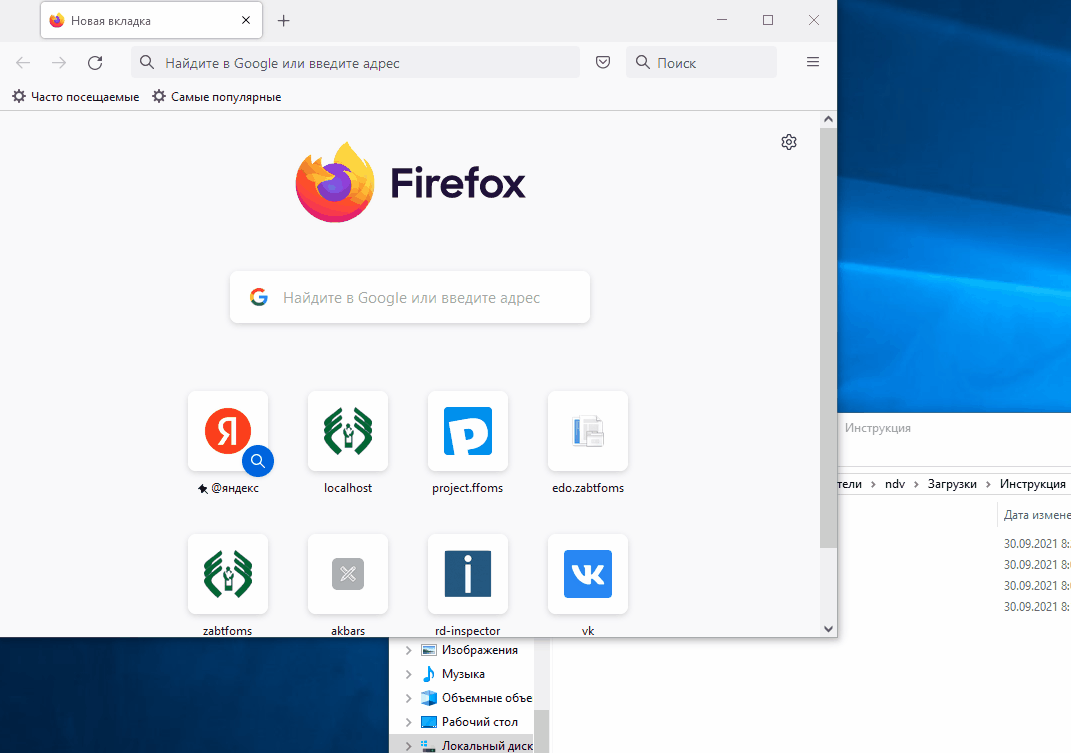 Новая вкладка
Найдите в Google или введите адрес
Поиск
Часто посещаемые
Самые популярные
Firefox
Найдите в Google или введите адрес
Я
@яндекс
localhost
project.ffoms
edo.zabtfoms
zabtfoms
akbars
i
rd-inspector
vk
Инструкция
тели › ndv › Загрузки › Инструкция
Дата измене
30.09.2021 8:
30.09.2021 8:
30.09.2021 8:
30.09.2021 8:
Изображения
Музыка
Объемные объе
Рабочий стол
Локальный диск